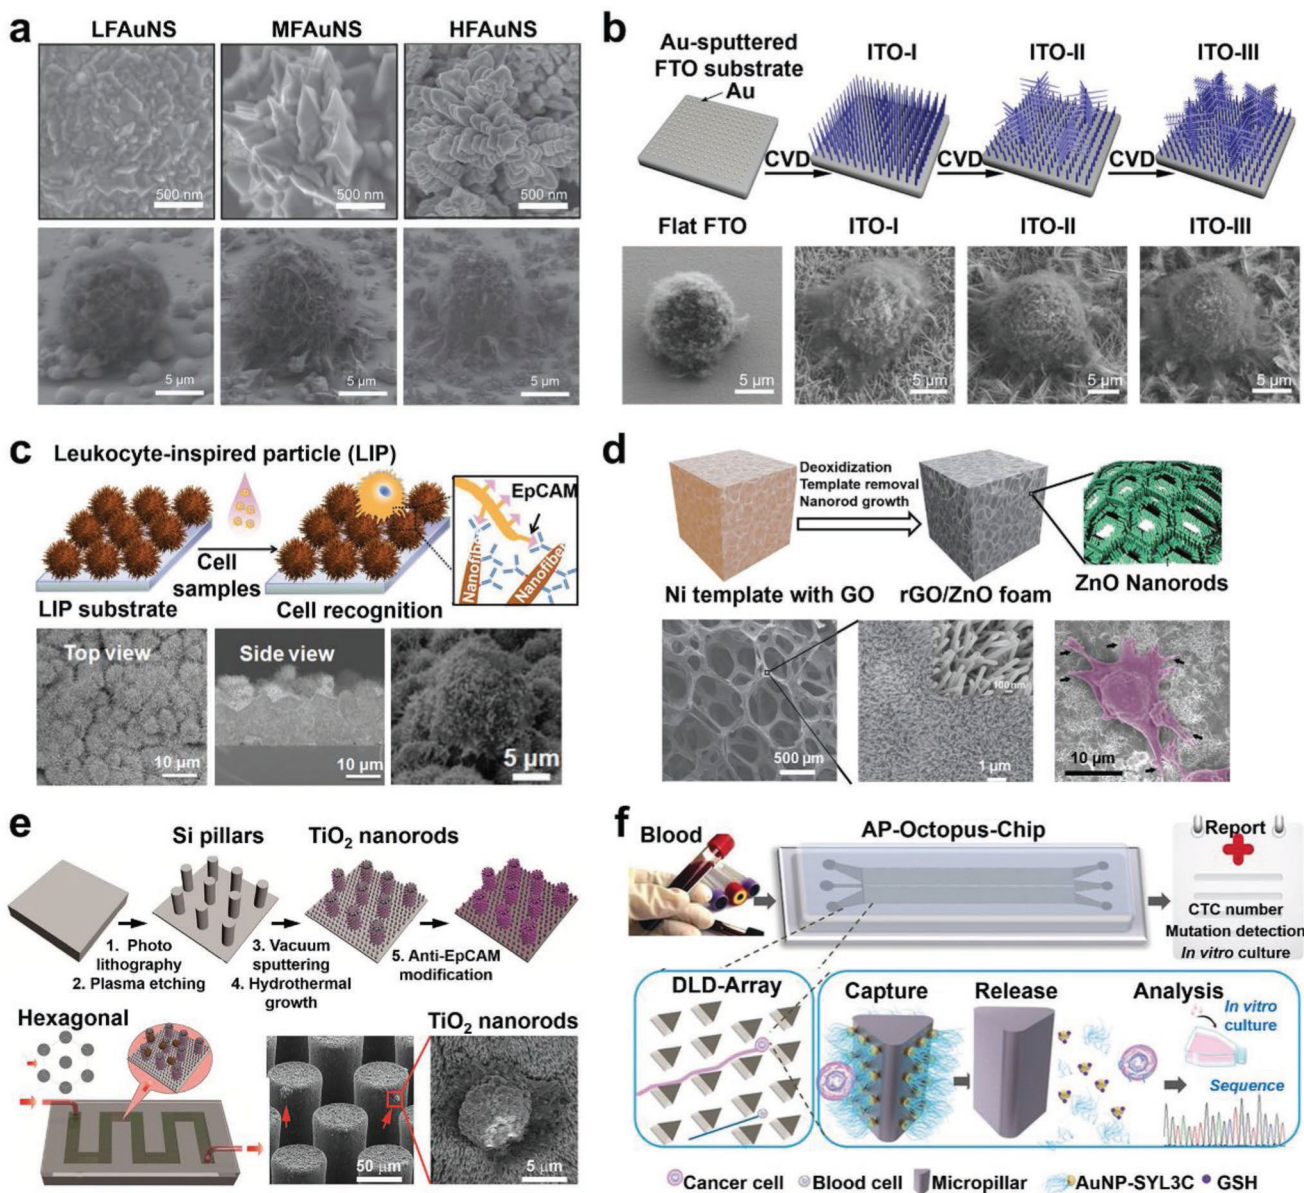 a
LFAuNS
MFAuNS
HFAuNS
500 nm
500 nm
500 nm
5 μm
5 μm
5 μm
b
Au-sputtered
FTO substrate
Au
ITO-I
ITO-II
ITO-III
CVD
CVD
CVD
Flat FTO
ITO-I
ITO-II
ITO-III
5 μm
5 μm
5 μm
5 μm
c
Leukocyte-inspired particle (LIP)
Cell
samples
LIP substrate
Cell recognition
EpCAM
Nanofiber
Nanofiber
Top view
Side view
10 μm
10 μm
5 μm
d
Deoxidization
Template removal
Nanorod growth
Ni template with GO
rGO/ZnO foam
ZnO Nanorods
500 μm
100 nm
1 μm
10 μm
e
Si pillars
TiO2 nanorods
1. Photo
lithography
2. Plasma etching
3. Vacuum
sputtering
4. Hydrothermal
growth
5. Anti-EpCAM
modification
Hexagonal
TiO2 nanorods
50 μm
5 μm
f
Blood
AP-Octopus-Chip
Report
CTC number
Mutation detection
In vitro culture
DLD-Array
Capture
Release
Analysis
In vitro
culture
Sequence
Cancer cell
Blood cell
Micropillar
AuNP-SYL3C
GSH